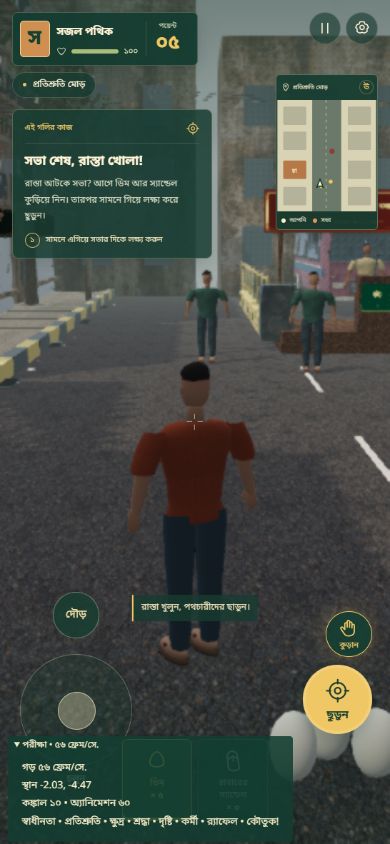 স
সজল পথিক
১০০
পয়েন্ট
০৫
প্রতিশ্রুতি মোড়
প্রতিশ্রুতি মোড়
উ
এই গলির কাজ
সভা শেষ, রাস্তা খোলা!
রাস্তা আটকে সভা? আগে ডিম আর স্যান্ডেল
কুড়িয়ে নিন। তারপর সামনে গিয়ে লক্ষ্য করে
ছুড়ুন।
১ সামনে এগিয়ে সভার দিকে লক্ষ্য করুন
চা
আপনি
সভা
রাস্তা খুলুন, পথচারীদের ছাড়ুন।
দৌড়
কুড়ান
ছুড়ুন
▼ পরীক্ষা • ৫৬ ফ্রেম/সে.
গড় ৫৬ ফ্রেম/সে.
স্থান -2.03, -4.47
কঙ্কাল ১০ • অ্যানিমেশন ৬০
স্বাধীনতা • প্রতিশ্রুতি • ক্ষুদ্র • শ্রদ্ধা • দৃষ্টি • কর্মী • র‍্যাফেল • কৌতুক!
ডিম